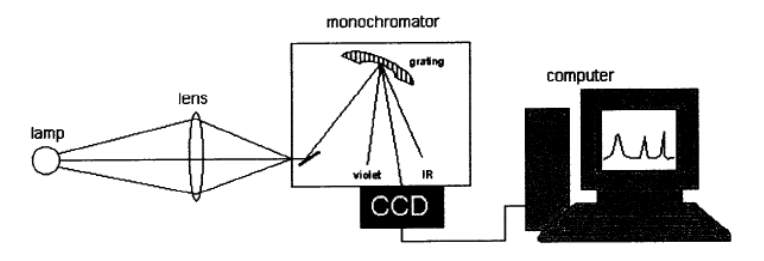 monochromator
grating
computer
lens
lamp
violet
IR
CCD